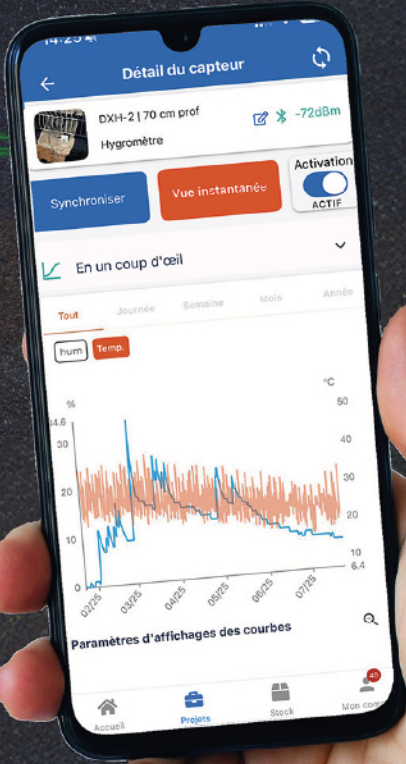 14:25
Détail du capteur
DXH-2 | 70 cm prof
-72dBm
Hygromètre
Synchroniser
Vue instantanée
Activation
ACTIF
En un coup d'œil
Tout
Journée
Semaine
Mois
Année
hum
Temp.
%
°C
34,6
30
20
10
0
50
40
30
20
10
6.4
02/25
03/25
04/25
05/25
06/25
07/25
Paramètres d'affichages des courbes
Accueil
Projets
Stock
Mon com